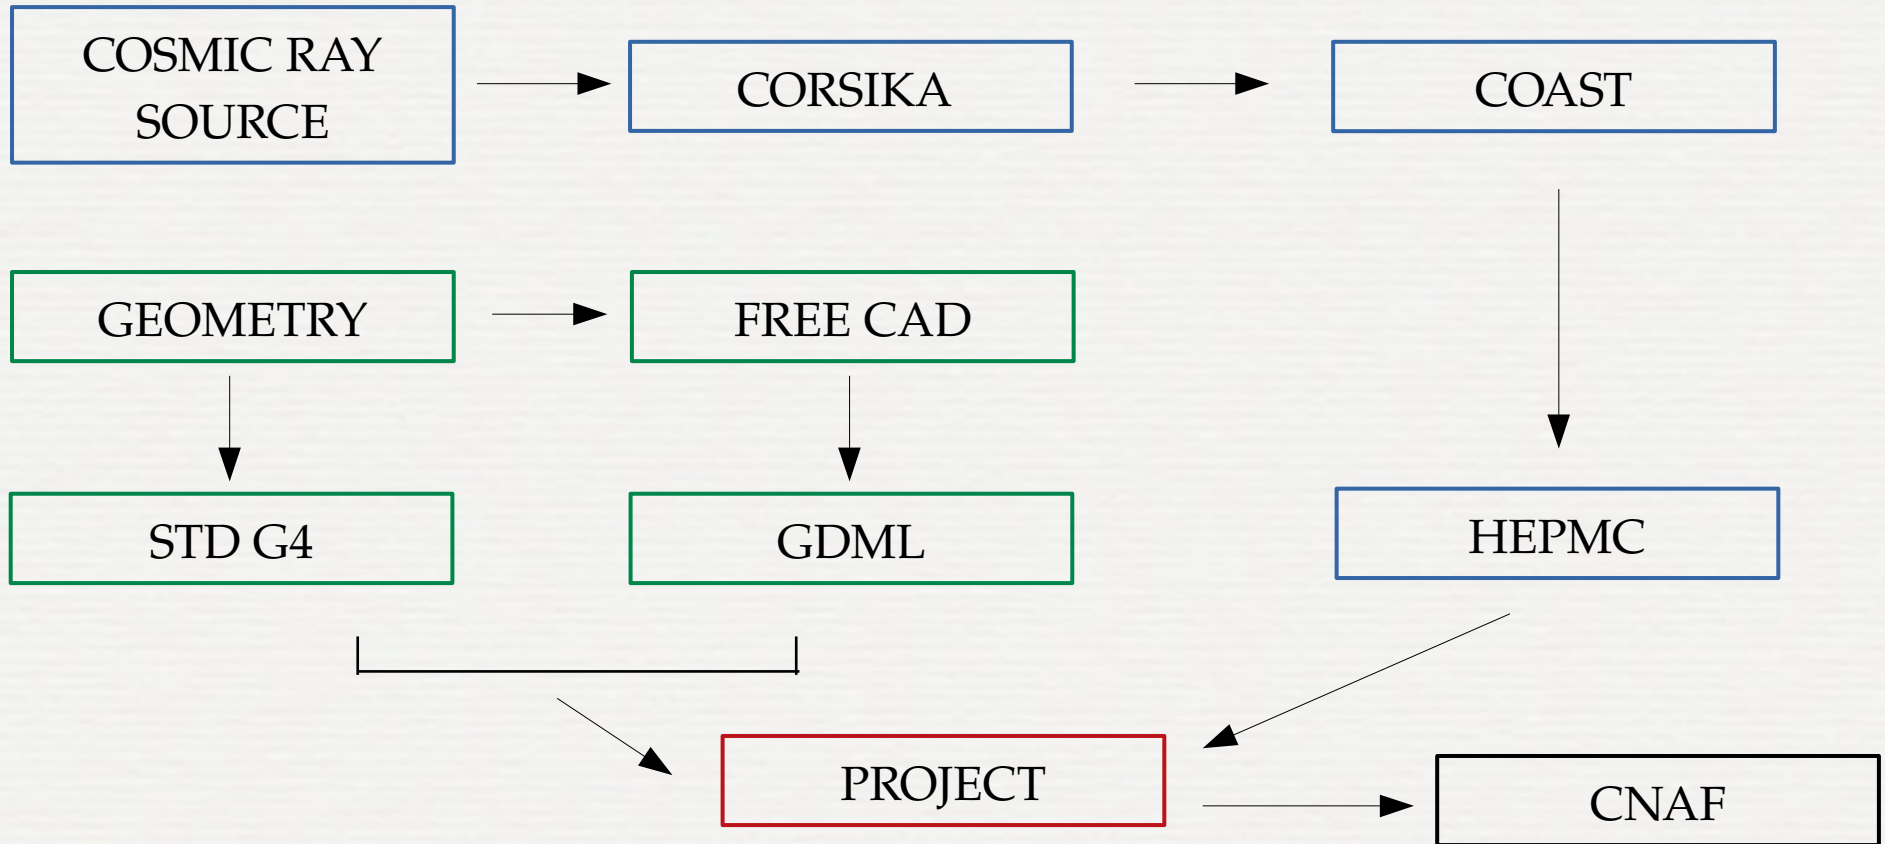 COSMIC RAY
SOURCE
CORSIKA
COAST
GEOMETRY
FREE CAD
STD G4
GDML
HEPMC
PROJECT
CNAF